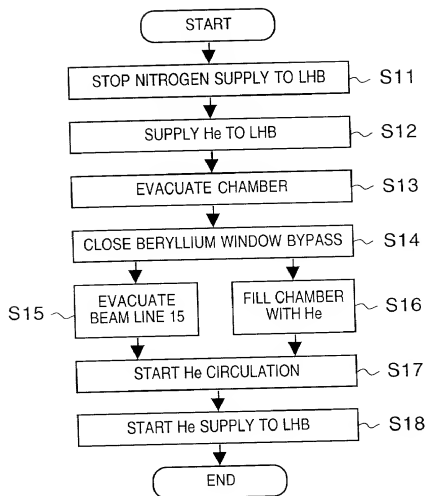 START
STOP NITROGEN SUPPLY TO LHB
S11
SUPPLY He TO LHB
S12
EVACUATE CHAMBER
S13
CLOSE BERYLLIUM WINDOW BYPASS
S14
S15
EVACUATE
BEAM LINE 15
FILL CHAMBER
WITH He
S16
START He CIRCULATION
S17
START He SUPPLY TO LHB
S18
END